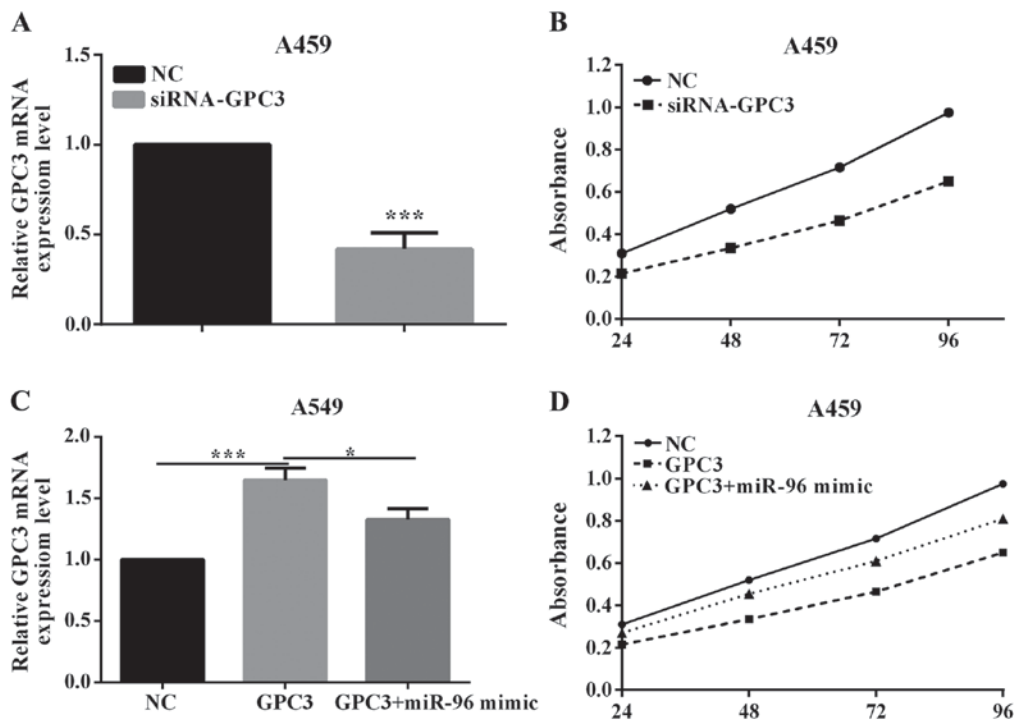 A
A459
Relative GPC3 mRNA
expressiom level
1.5
1.0
0.5
0.0
NC
siRNA-GPC3
***
B
A459
Absorbance
1.2
1.0
0.8
0.6
0.4
0.2
0.0
NC
siRNA-GPC3
24 48 72 96
C
A549
Relative GPC3 mRNA
expressiom level
2.0
1.5
1.0
0.5
0.0
*** *
NC GPC3 GPC3+miR-96 mimic
D
A459
Absorbance
1.2
1.0
0.8
0.6
0.4
0.2
0.0
NC
GPC3
GPC3+miR-96 mimic
24 48 72 96